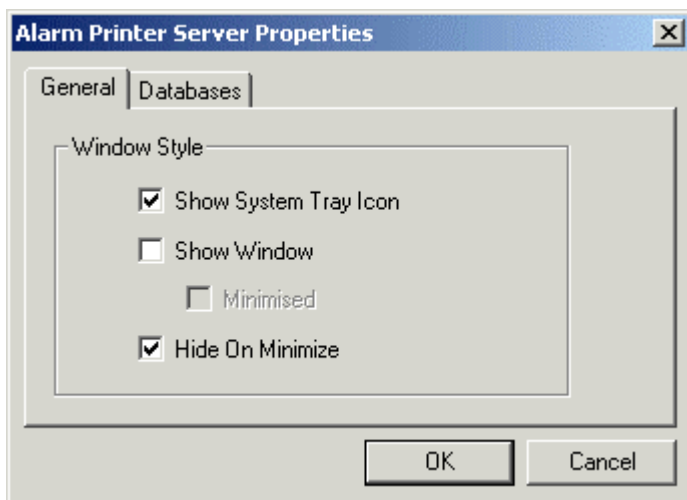 Alarm Printer Server Properties
General Databases
Window Style
Show System Tray Icon
Show Window
Minimised
Hide On Minimize
OK Cancel